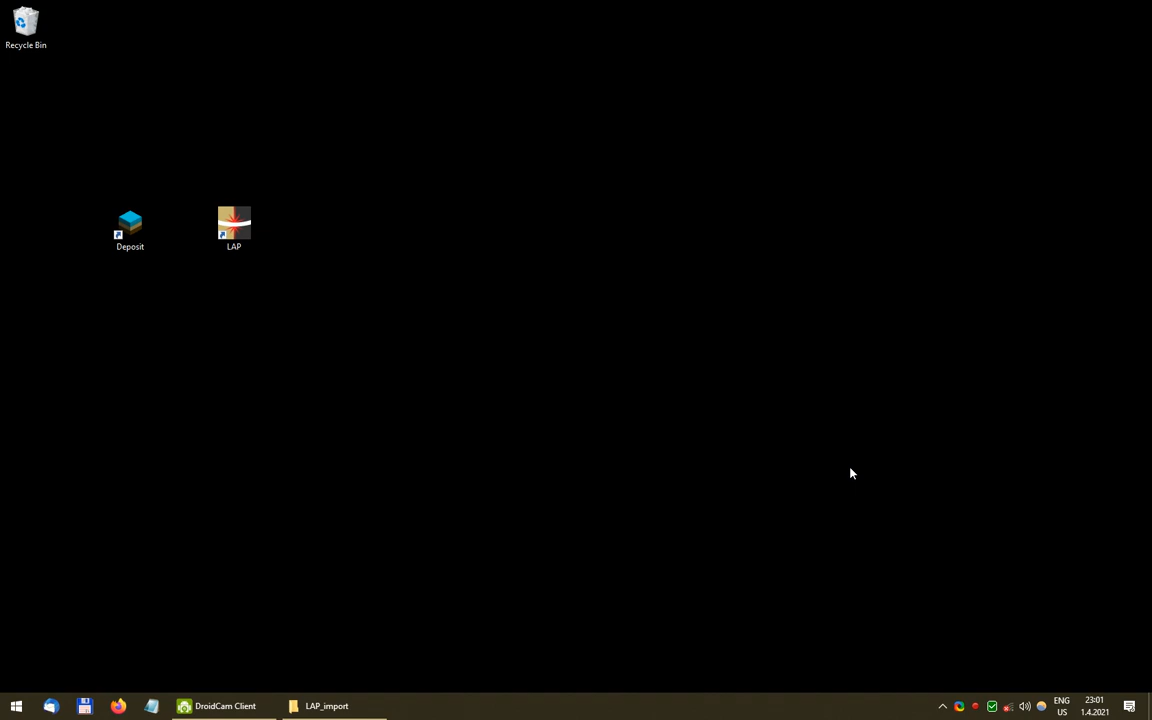 Recycle Bin
Deposit
LAP
DroidCam Client
LAP_import
ENG
US
23:01
1.4.2021